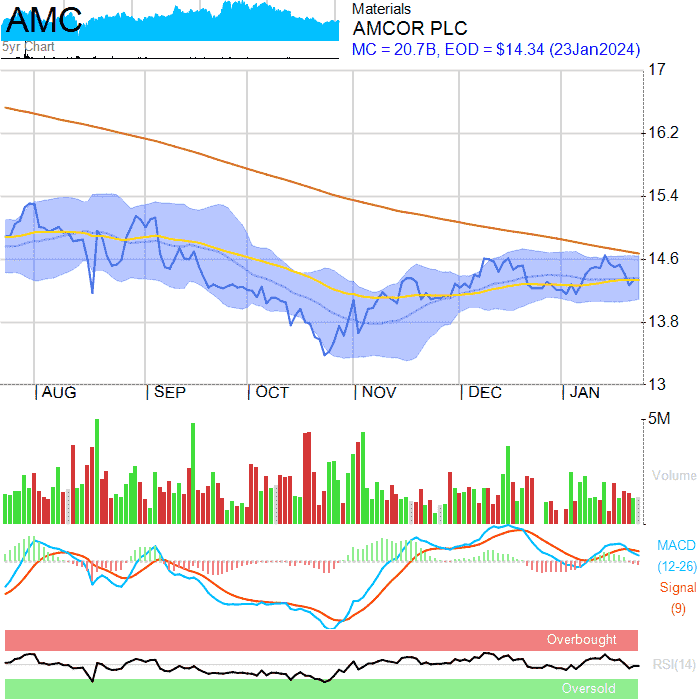 AMC
5yr Chart
Materials
AMCOR PLC
MC = 20.7B, EOD = $14.34 (23Jan2024)
17
16.2
15.4
14.6
13.8
13
AUG SEP OCT NOV DEC JAN
5M
Volume
MACD
(12-26)
Signal
(9)
Overbought
RSI(14)
Oversold